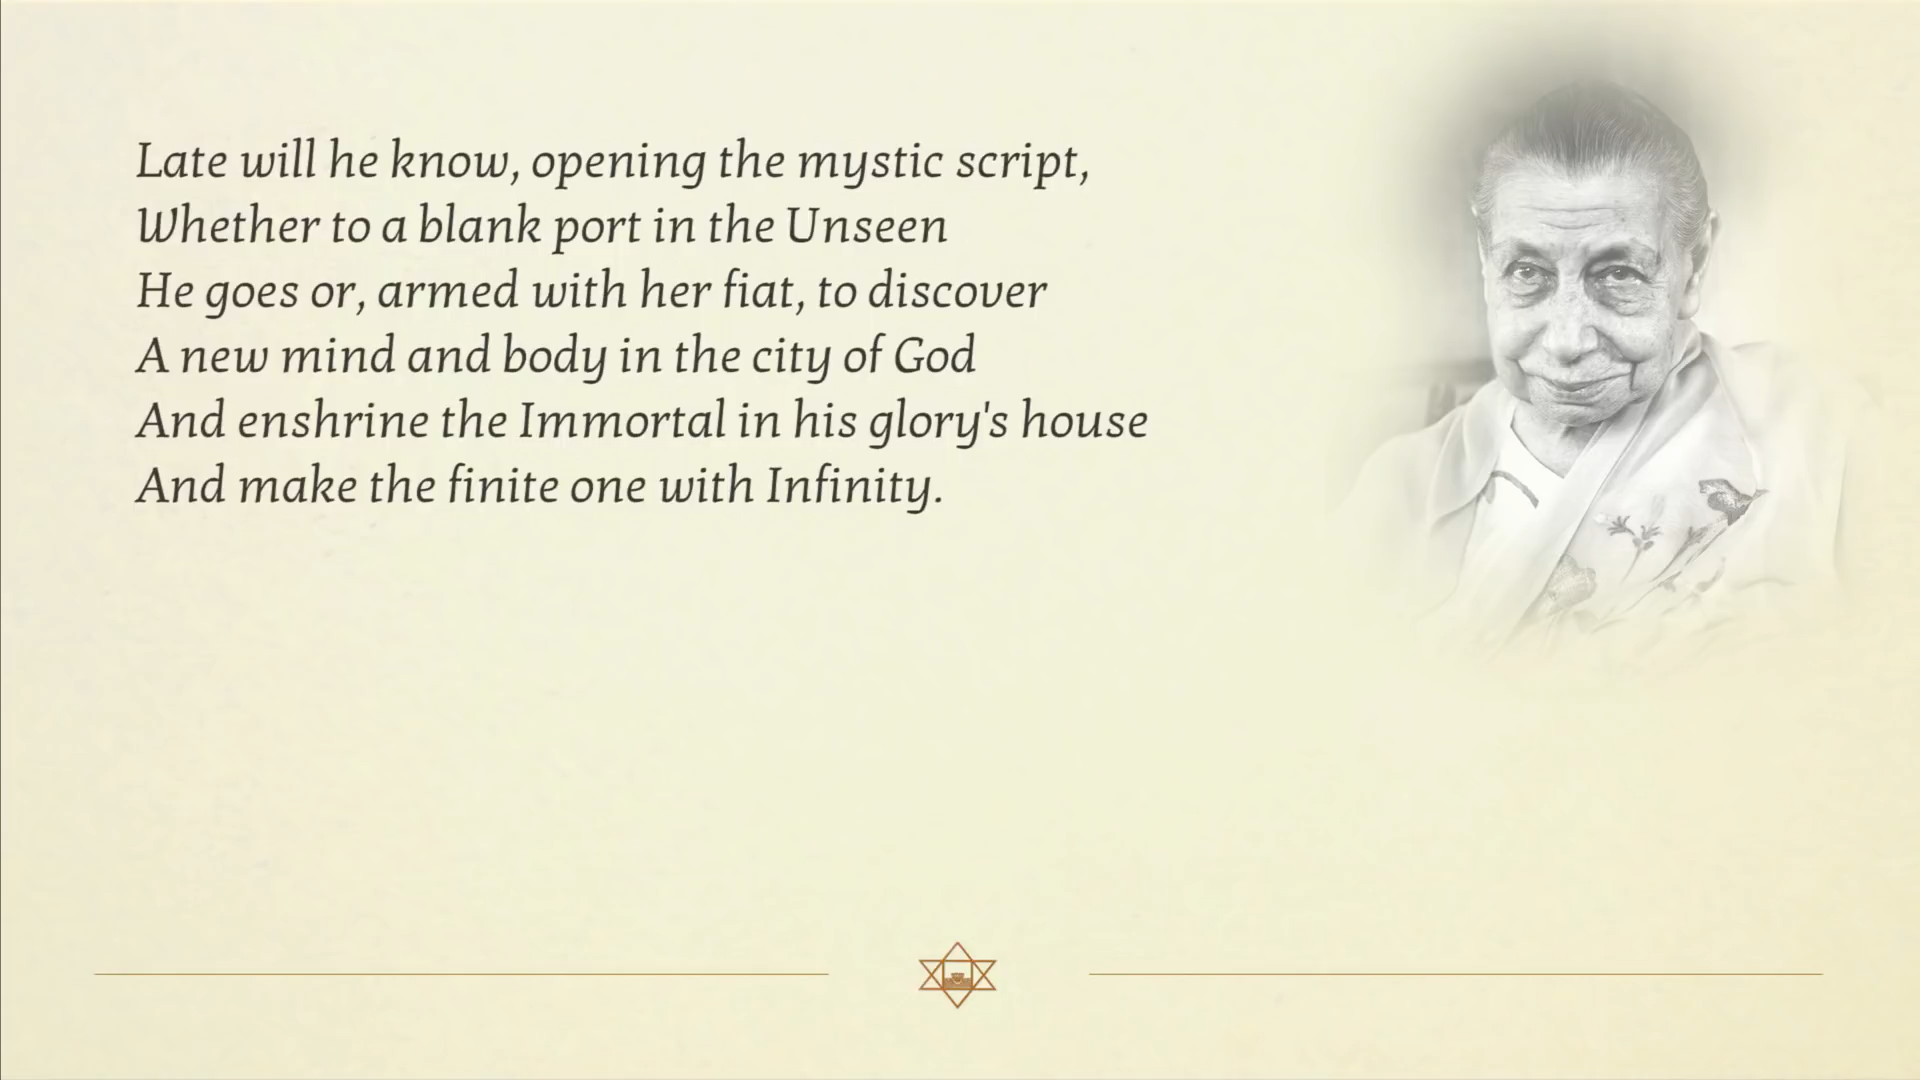 Late will he know, opening the mystic script,
Whether to a blank port in the Unseen
He goes or, armed with her fiat, to discover
A new mind and body in the city of God
And enshrine the Immortal in his glory's house
And make the finite one with Infinity.